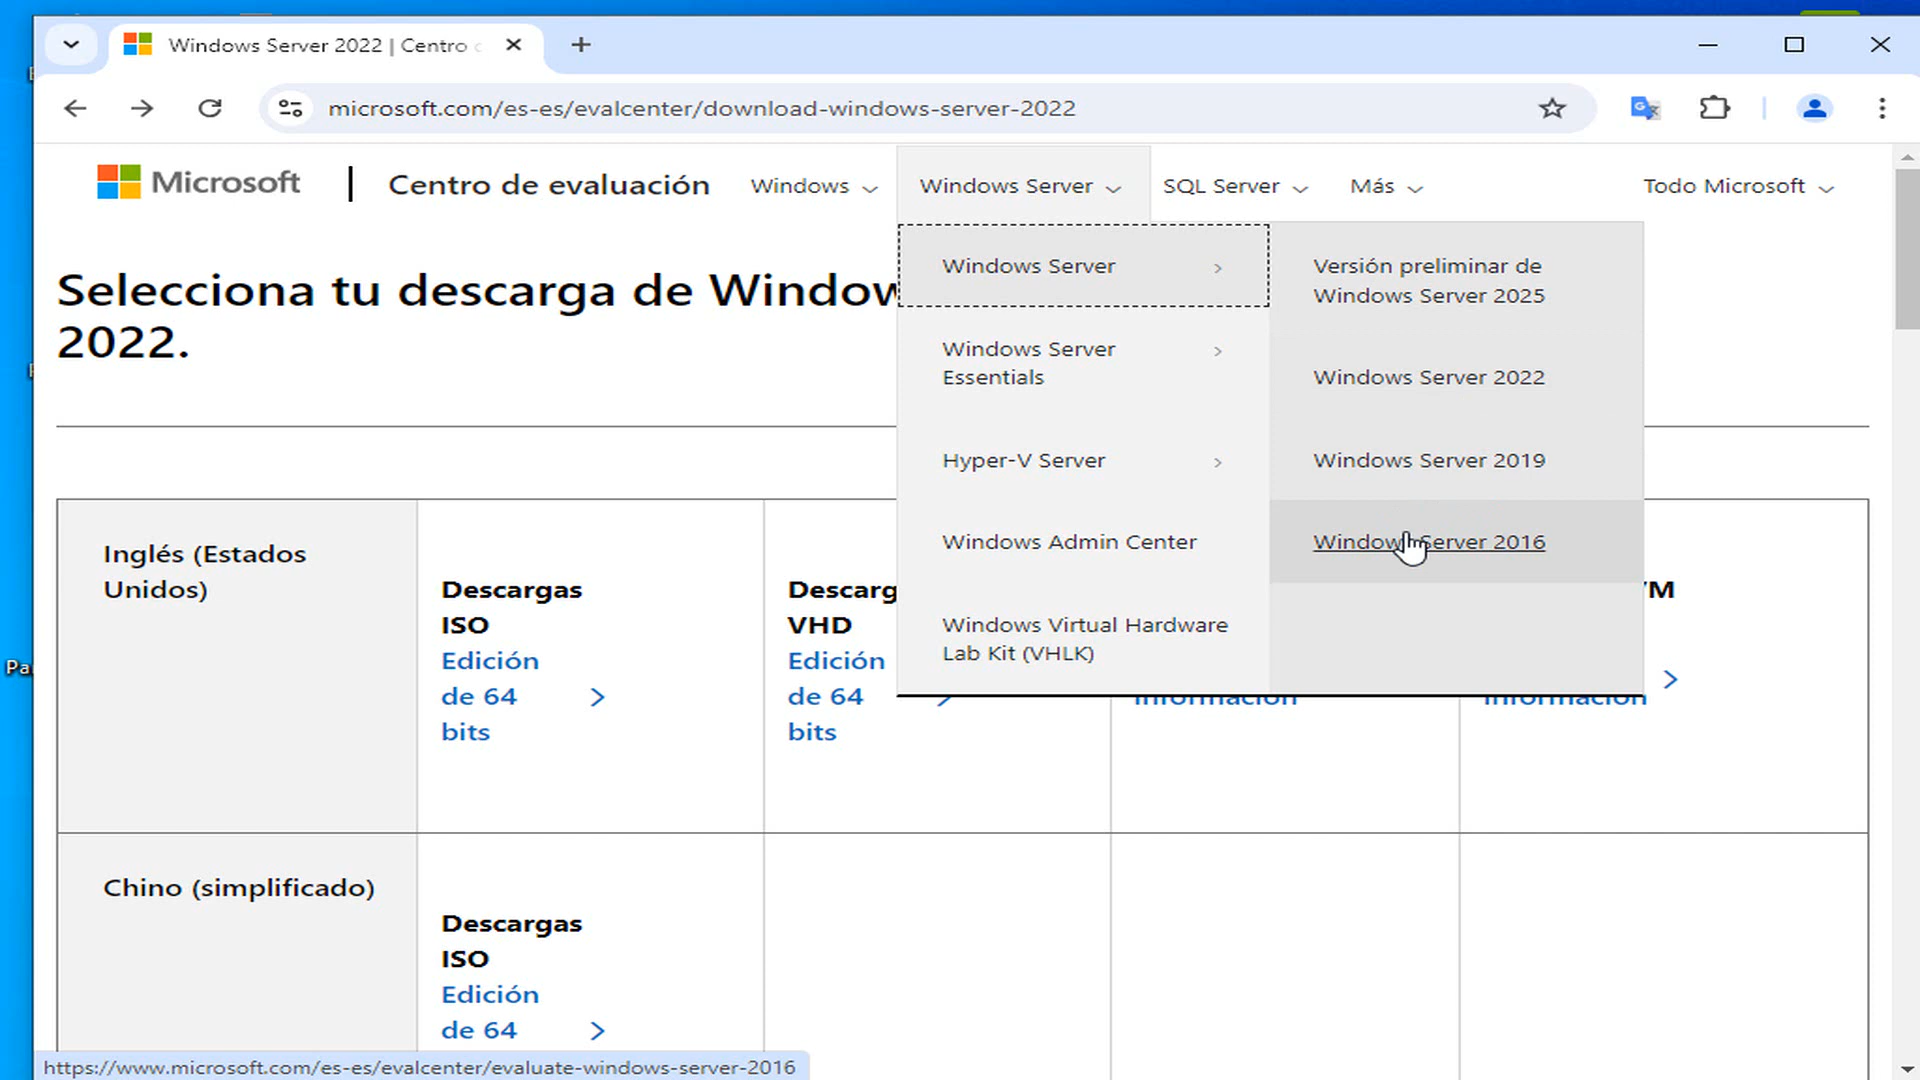 Windows Server 2022 | Centro
microsoft.com/es-es/evalcenter/download-windows-server-2022
Microsoft
Centro de evaluación
Windows
Windows Server
SQL Server
Más
Todo Microsoft
Selecciona tu descarga de
2022.
Windows Server
Windows Server
Essentials
Hyper-V Server
Windows Admin Center
Windows Virtual Hardware
Lab Kit (VHLK)
Versión preliminar de
Windows Server 2025
Windows Server 2022
Windows Server 2019
Windows Server 2016
Inglés (Estados
Unidos)
Descargas
ISO
Edición
de 64
bits
VHD
Edición
de 64
bits
información
información
Chino (simplificado)
Descargas
ISO
Edición
de 64
https://www.microsoft.com/es-es/evalcenter/evaluate-windows-server-2016